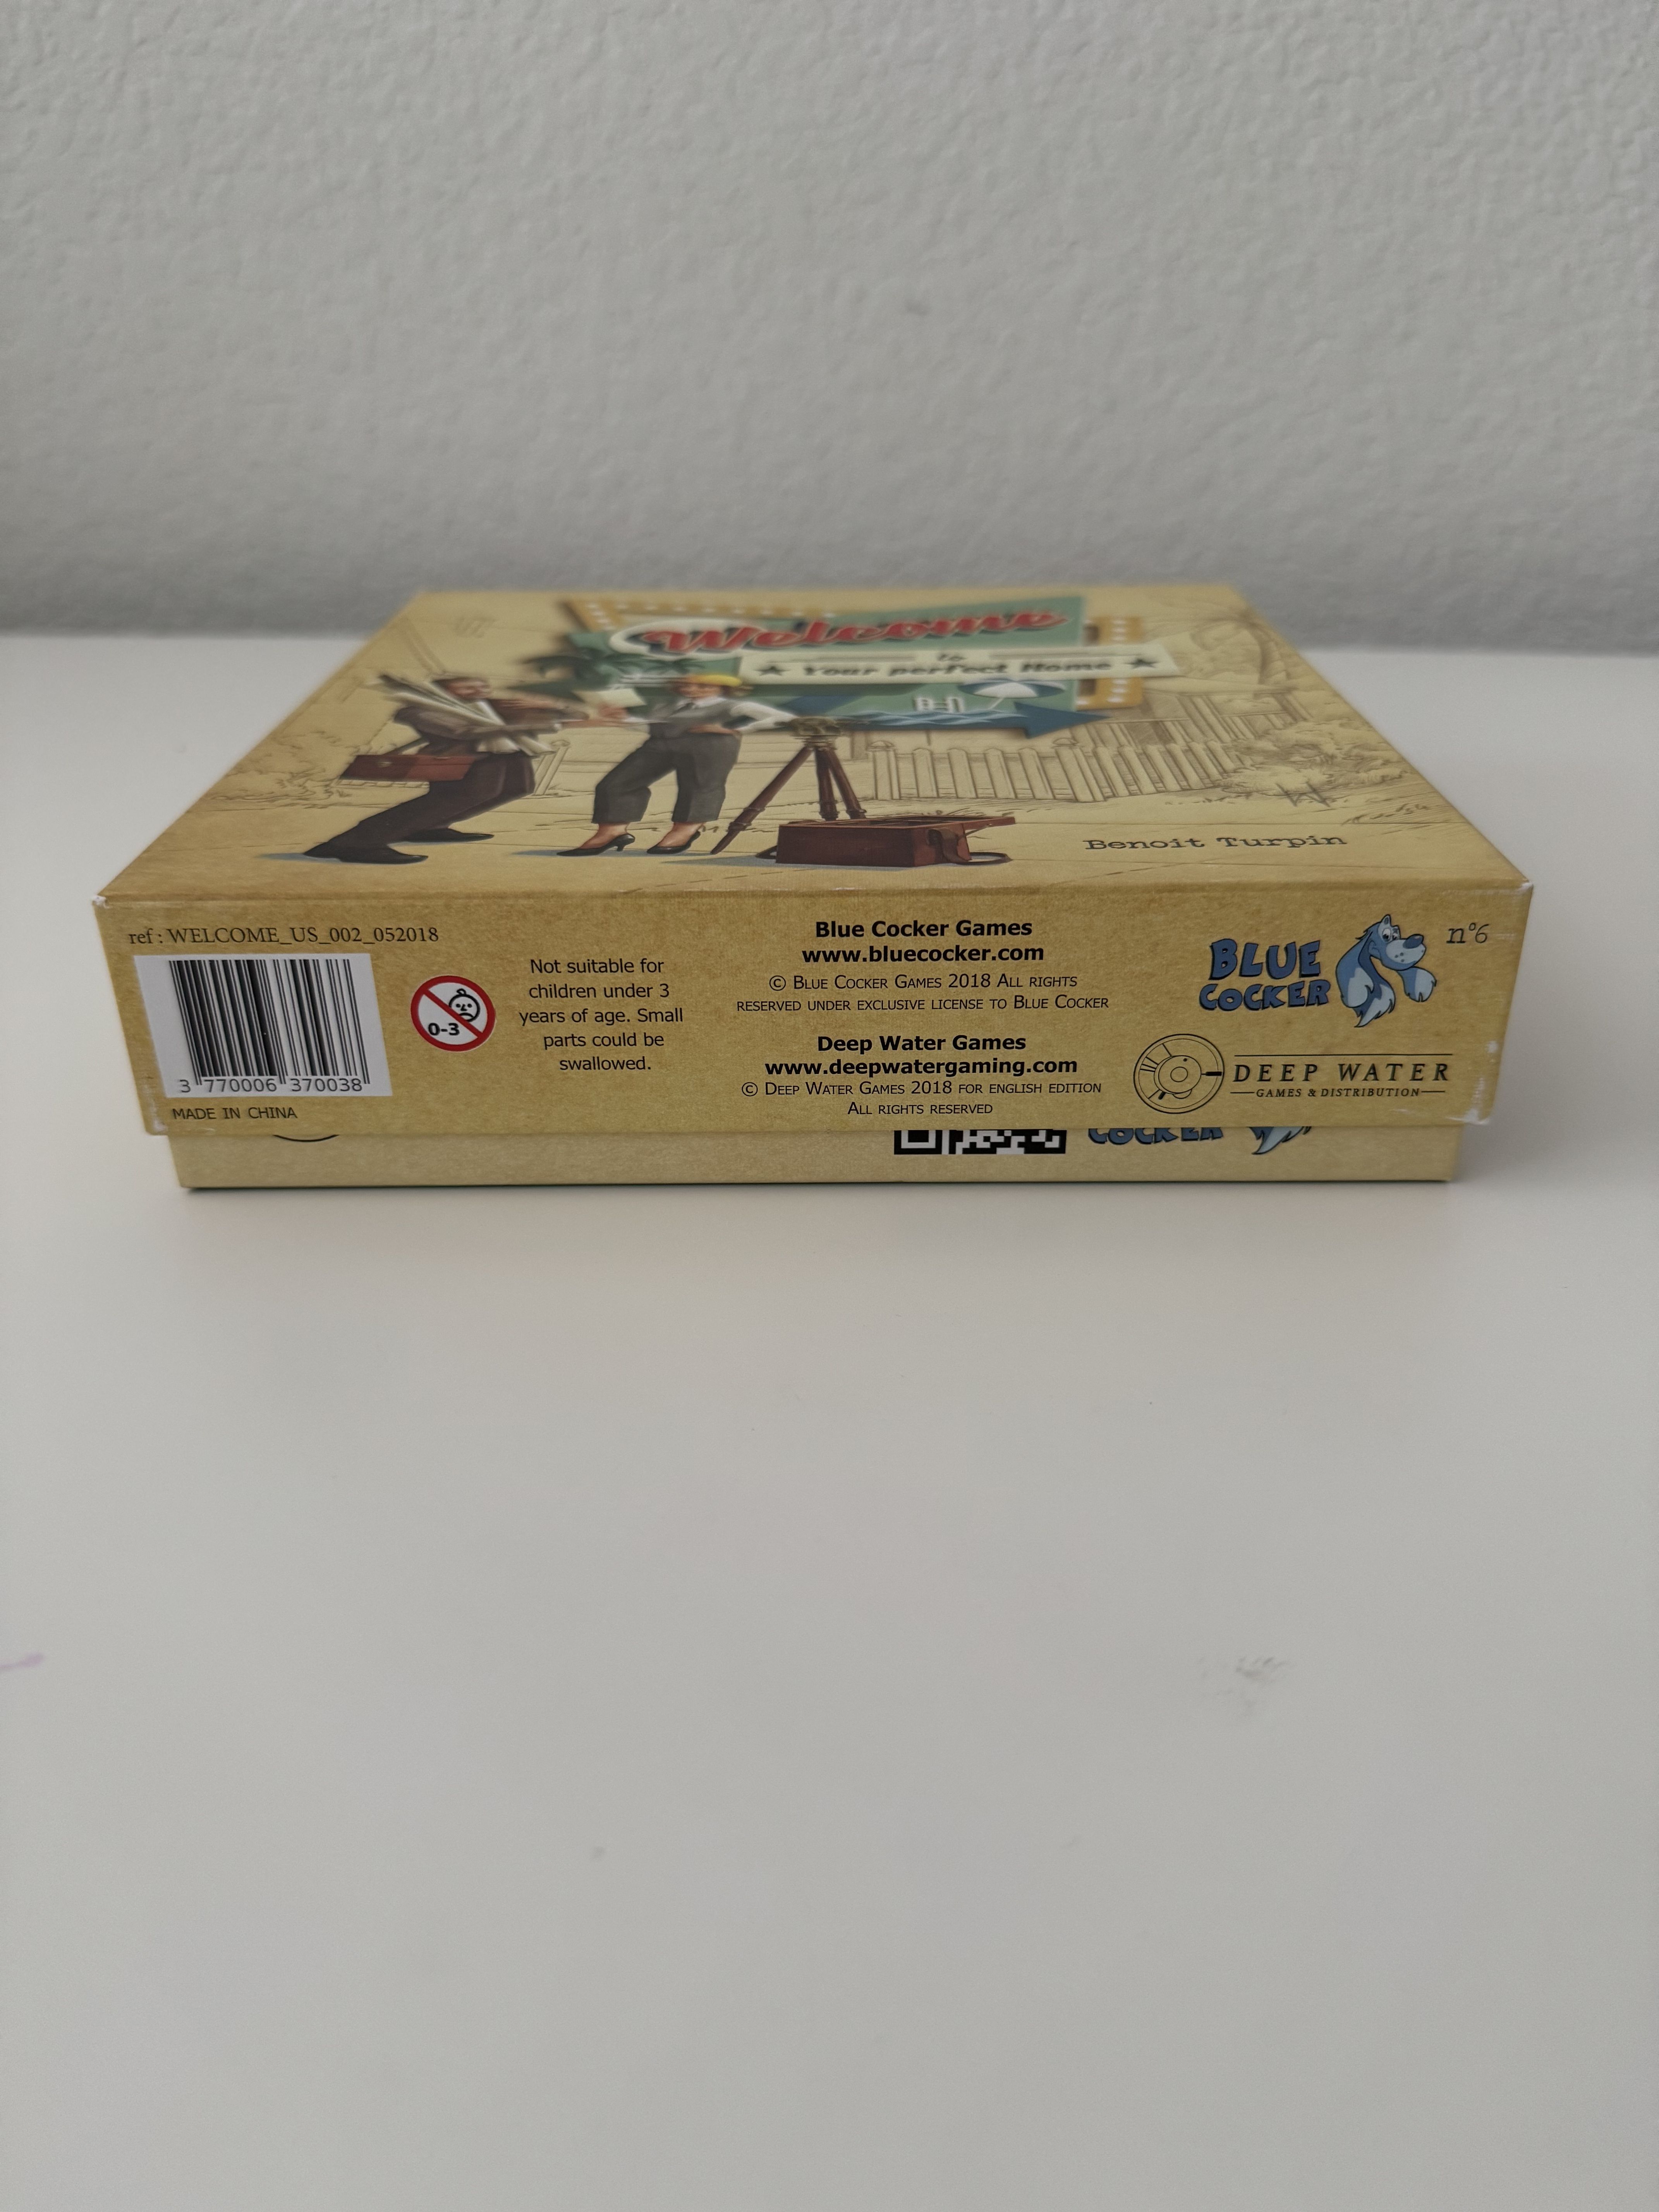 Welcome
to
Your perfect Home
Benoit Turpin
ref : WELCOME_US_002_052018
3 770006 370038
MADE IN CHINA
0-3
Not suitable for
children under 3
years of age. Small
parts could be
swallowed.
Blue Cocker Games
www.bluecocker.com
© Blue Cocker Games 2018 All rights
reserved under exclusive license to Blue Cocker
Deep Water Games
www.deepwatergaming.com
© Deep Water Games 2018 for english edition
All rights reserved
BLUE
COCKER
n°6
DEEP WATER
GAMES & DISTRIBUTION
COCKER